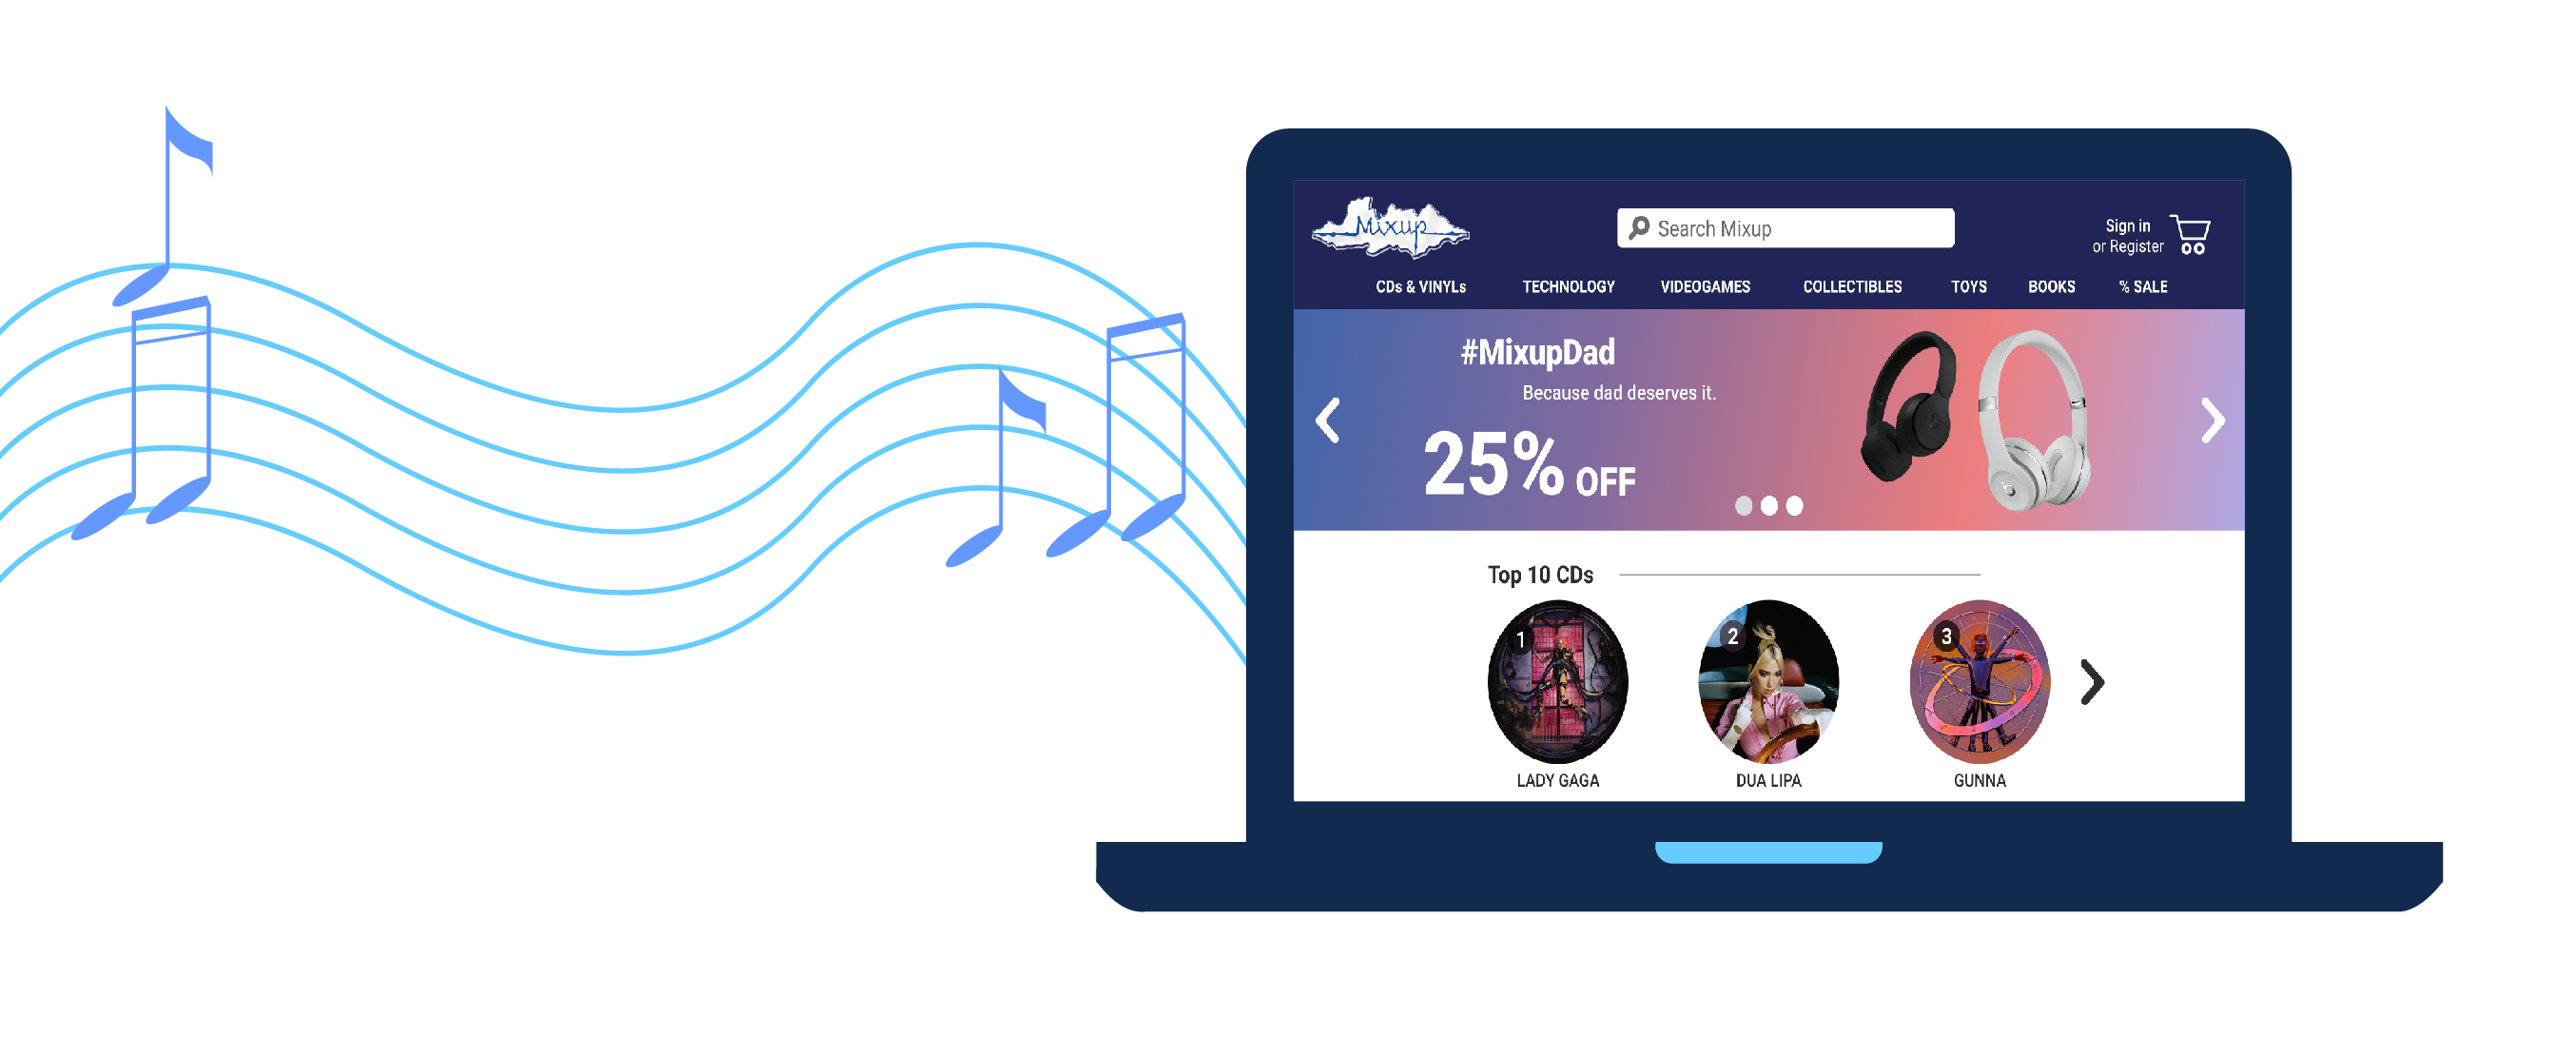 Mixup
Search Mixup
Sign in
or Register
CDs & VINYLs TECHNOLOGY VIDEOGAMES COLLECTIBLES TOYS BOOKS % SALE
#MixupDad
Because dad deserves it.
25% OFF
Top 10 CDs
1 2 3
LADY GAGA DUA LIPA GUNNA